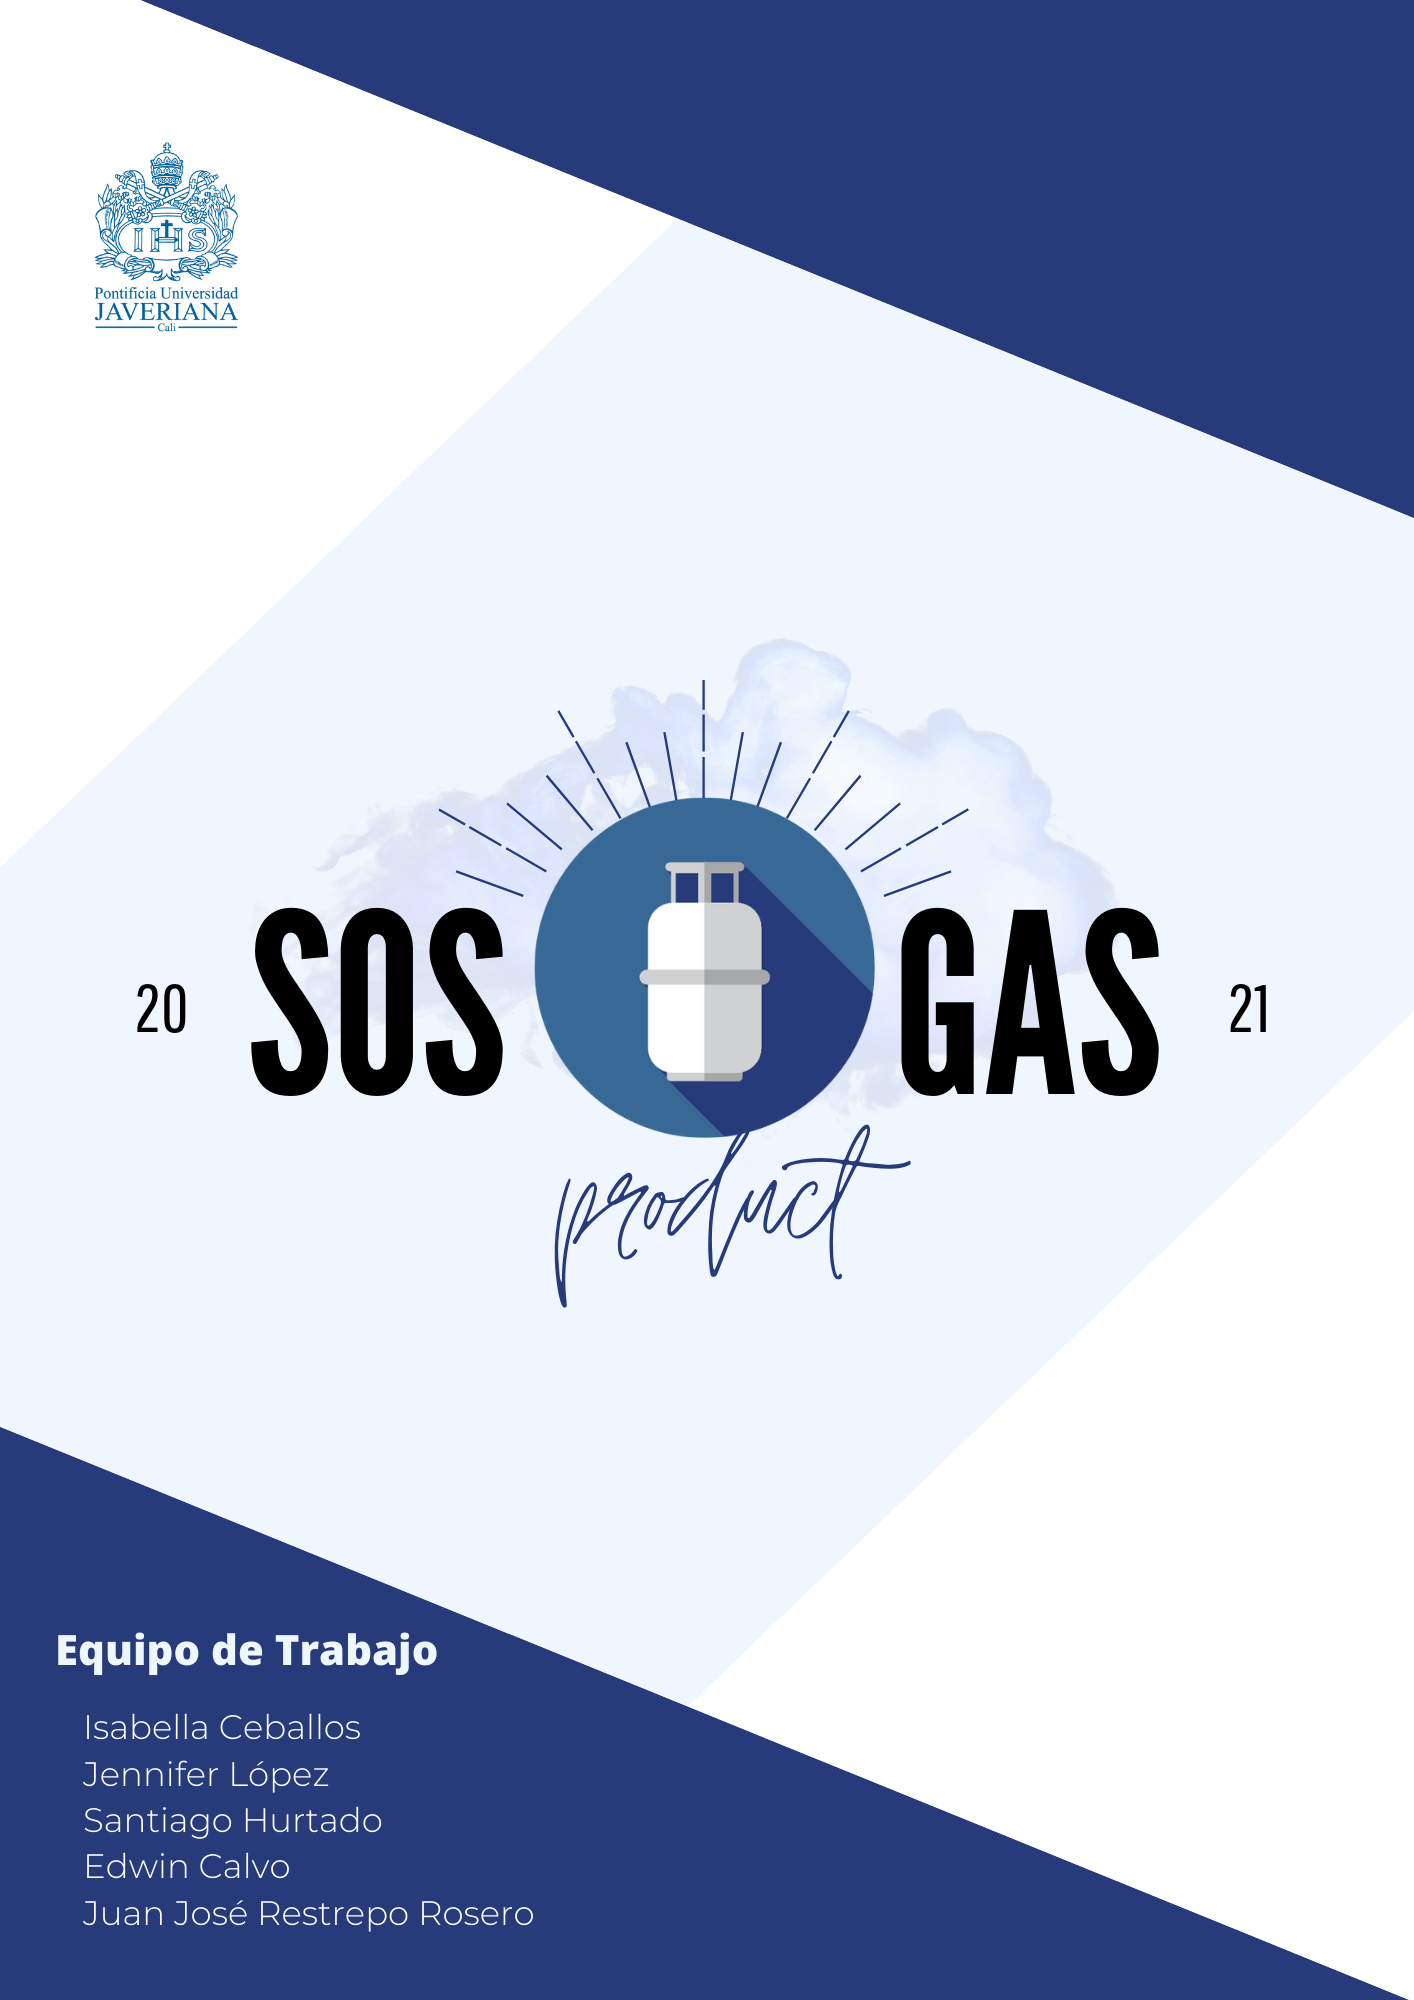 IHS
Pontificia Universidad
JAVERIANA
Cali
20 SOS GAS 21
product
Equipo de Trabajo
Isabella Ceballos
Jennifer López
Santiago Hurtado
Edwin Calvo
Juan José Restrepo Rosero